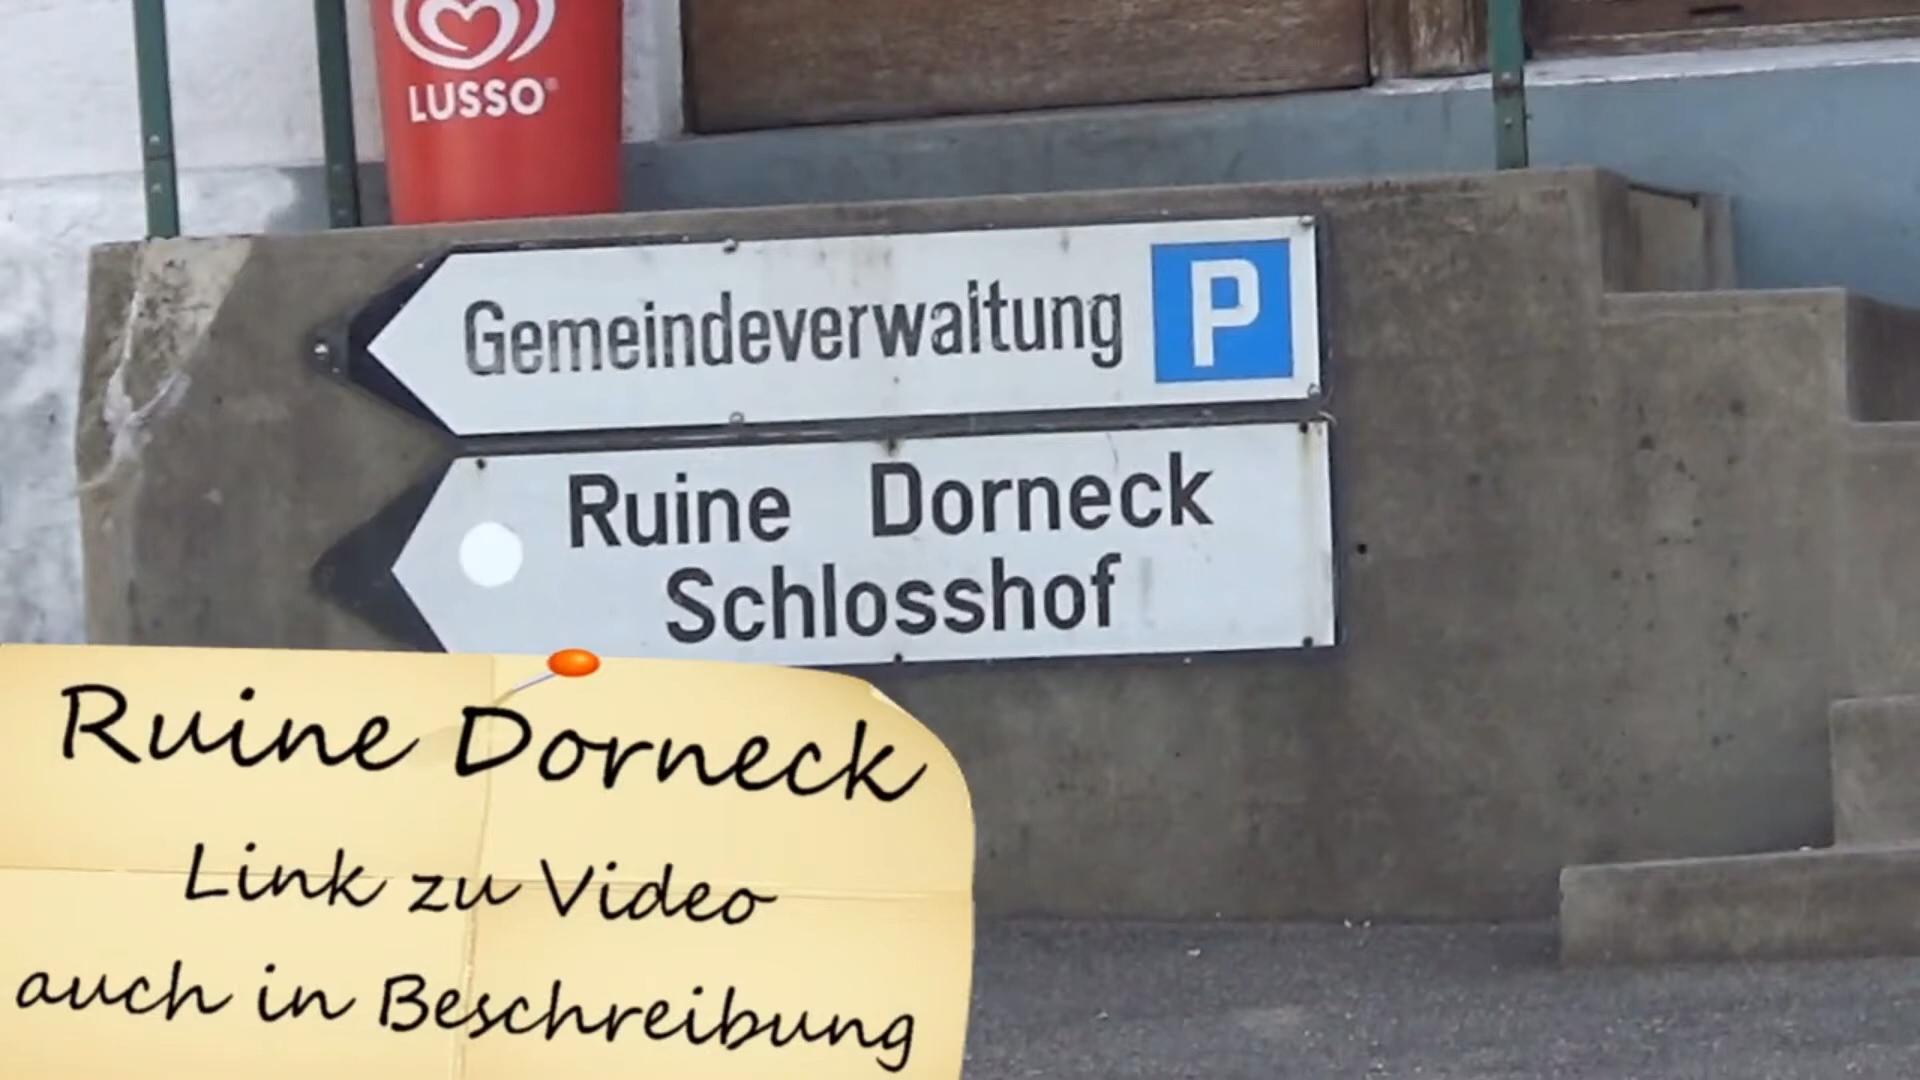 LUSSO®
Gemeindeverwaltung P
Ruine Dorneck
Schlosshof
Ruine Dorneck
Link zu Video
auch in Beschreibung